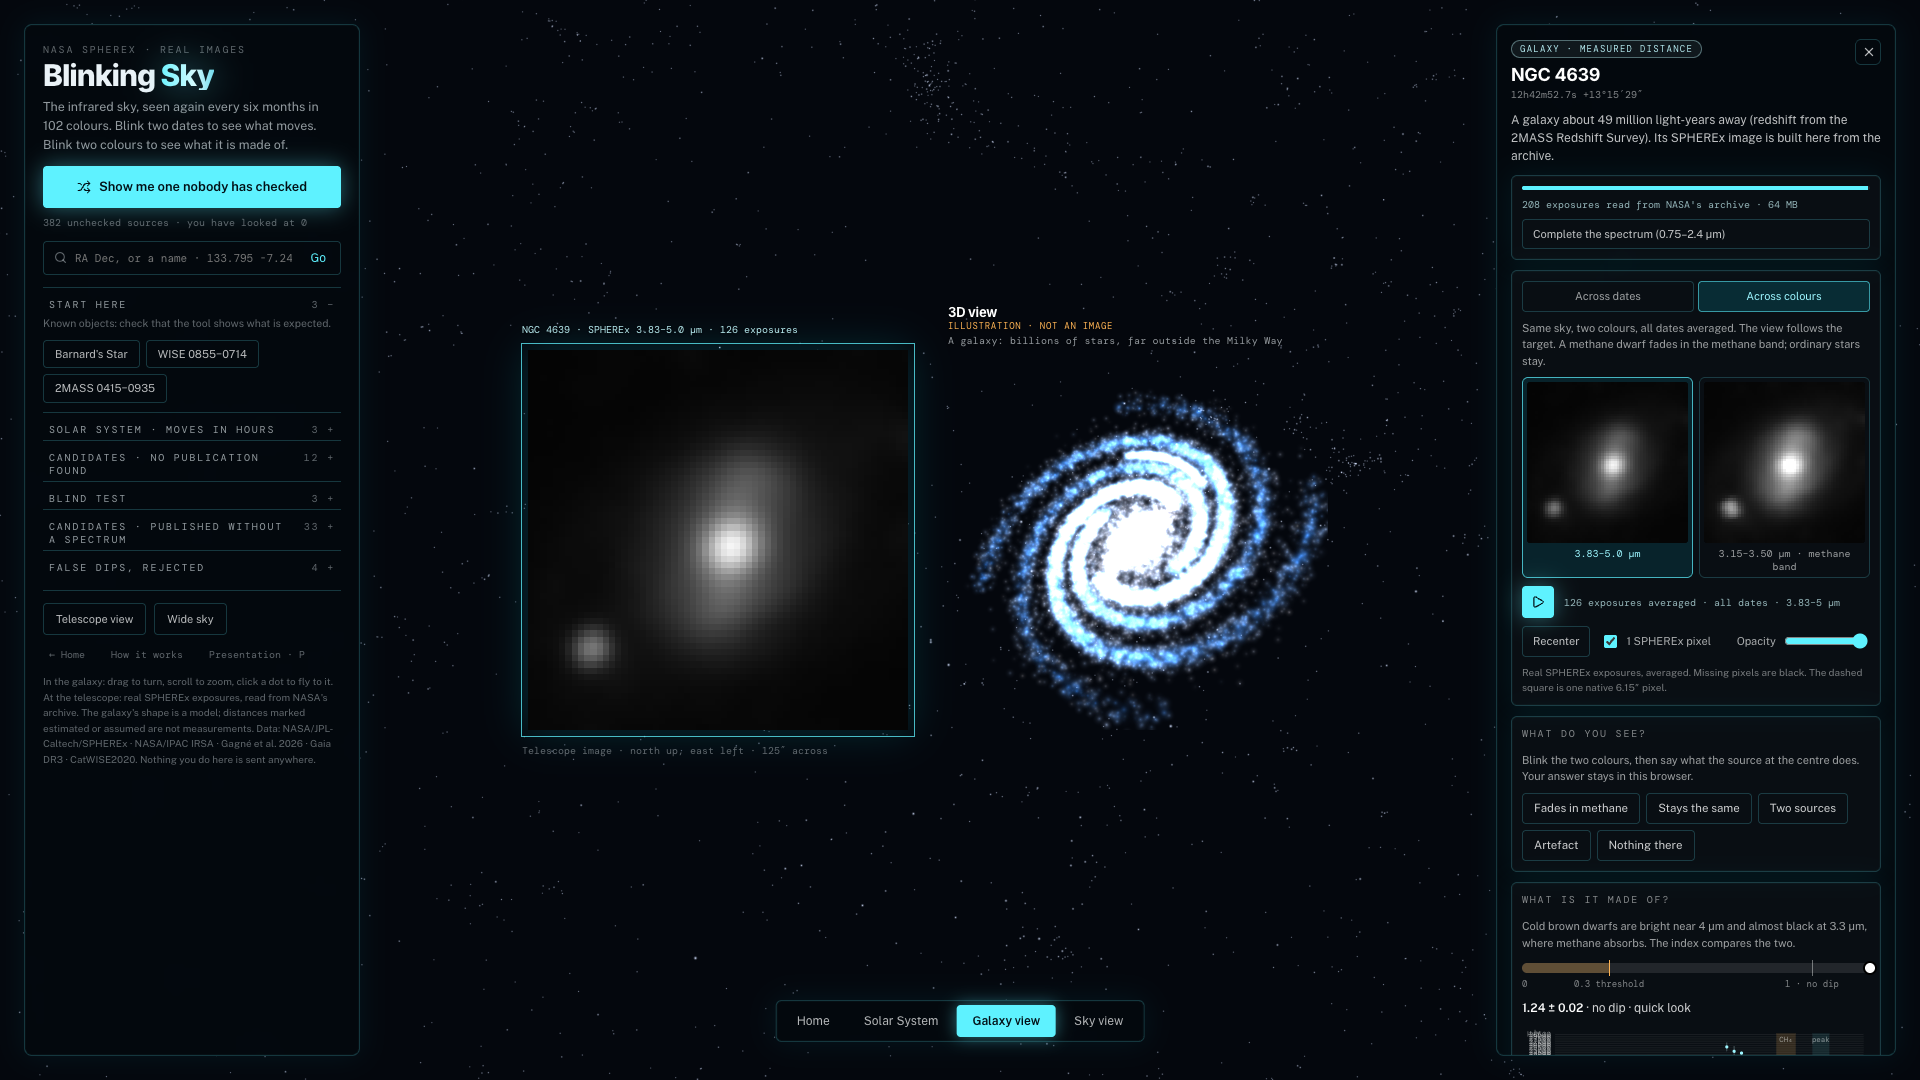 NASA SPHEREX · REAL IMAGES
Blinking Sky
The infrared sky, seen again every six months in
102 colours. Blink two dates to see what moves.
Blink two colours to see what it is made of.
Show me one nobody has checked
382 unchecked sources · you have looked at 0
RA Dec, or a name · 133.795 -7.24
Go
START HERE 3 −
Known objects: check that the tool shows what is expected.
Barnard's Star
WISE 0855−0714
2MASS 0415−0935
SOLAR SYSTEM · MOVES IN HOURS 3 +
CANDIDATES · NO PUBLICATION
FOUND 12 +
BLIND TEST 3 +
CANDIDATES · PUBLISHED WITHOUT
A SPECTRUM 33 +
FALSE DIPS, REJECTED 4 +
Telescope view
Wide sky
← Home
How it works
Presentation · P
In the galaxy: drag to turn, scroll to zoom, click a dot to fly to it.
At the telescope: real SPHEREx exposures, read from NASA's
archive. The galaxy's shape is a model; distances marked
estimated or assumed are not measurements. Data: NASA/JPL-
Caltech/SPHEREx · NASA/IPAC IRSA · Gagné et al. 2026 · Gaia
DR3 · CatWISE2020. Nothing you do here is sent anywhere.
NGC 4639 · SPHEREx 3.83–5.0 µm · 126 exposures
Telescope image · north up; east left · 125″ across
3D view
ILLUSTRATION · NOT AN IMAGE
A galaxy: billions of stars, far outside the Milky Way
Home
Solar System
Galaxy view
Sky view
GALAXY · MEASURED DISTANCE
NGC 4639
12h42m52.7s +13°15′29″
A galaxy about 49 million light-years away (redshift from the
2MASS Redshift Survey). Its SPHEREx image is built here from the
archive.
208 exposures read from NASA's archive · 64 MB
Complete the spectrum (0.75–2.4 µm)
Across dates
Across colours
Same sky, two colours, all dates averaged. The view follows the
target. A methane dwarf fades in the methane band; ordinary stars
stay.
3.83–5.0 µm
3.15–3.50 µm · methane
band
126 exposures averaged · all dates · 3.83–5 µm
Recenter
1 SPHEREx pixel
Opacity
Real SPHEREx exposures, averaged. Missing pixels are black. The dashed
square is one native 6.15″ pixel.
WHAT DO YOU SEE?
Blink the two colours, then say what the source at the centre does.
Your answer stays in this browser.
Fades in methane
Stays the same
Two sources
Artefact
Nothing there
WHAT IS IT MADE OF?
Cold brown dwarfs are bright near 4 µm and almost black at 3.3 µm,
where methane absorbs. The index compares the two.
0
0.3 threshold
1 · no dip
1.24 ± 0.02 · no dip · quick look
CH₄
peak